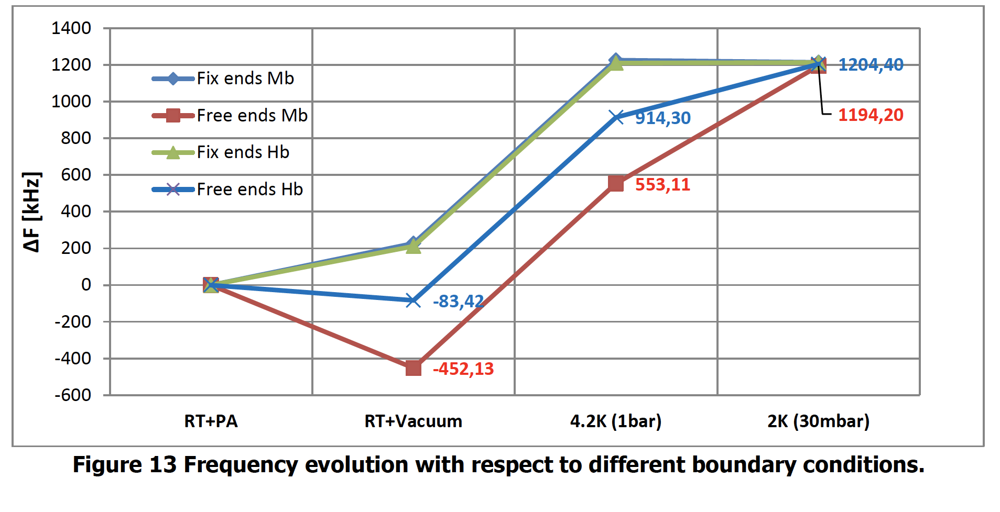 1400
1200
1000
800
600
400
200
0
-200
-400
-600
ΔF [kHz]
Fix ends Mb
Free ends Mb
Fix ends Hb
Free ends Hb
1204,40
1194,20
914,30
553,11
-83,42
-452,13
RT+PA
RT+Vacuum
4.2K (1bar)
2K (30mbar)
Figure 13 Frequency evolution with respect to different boundary conditions.